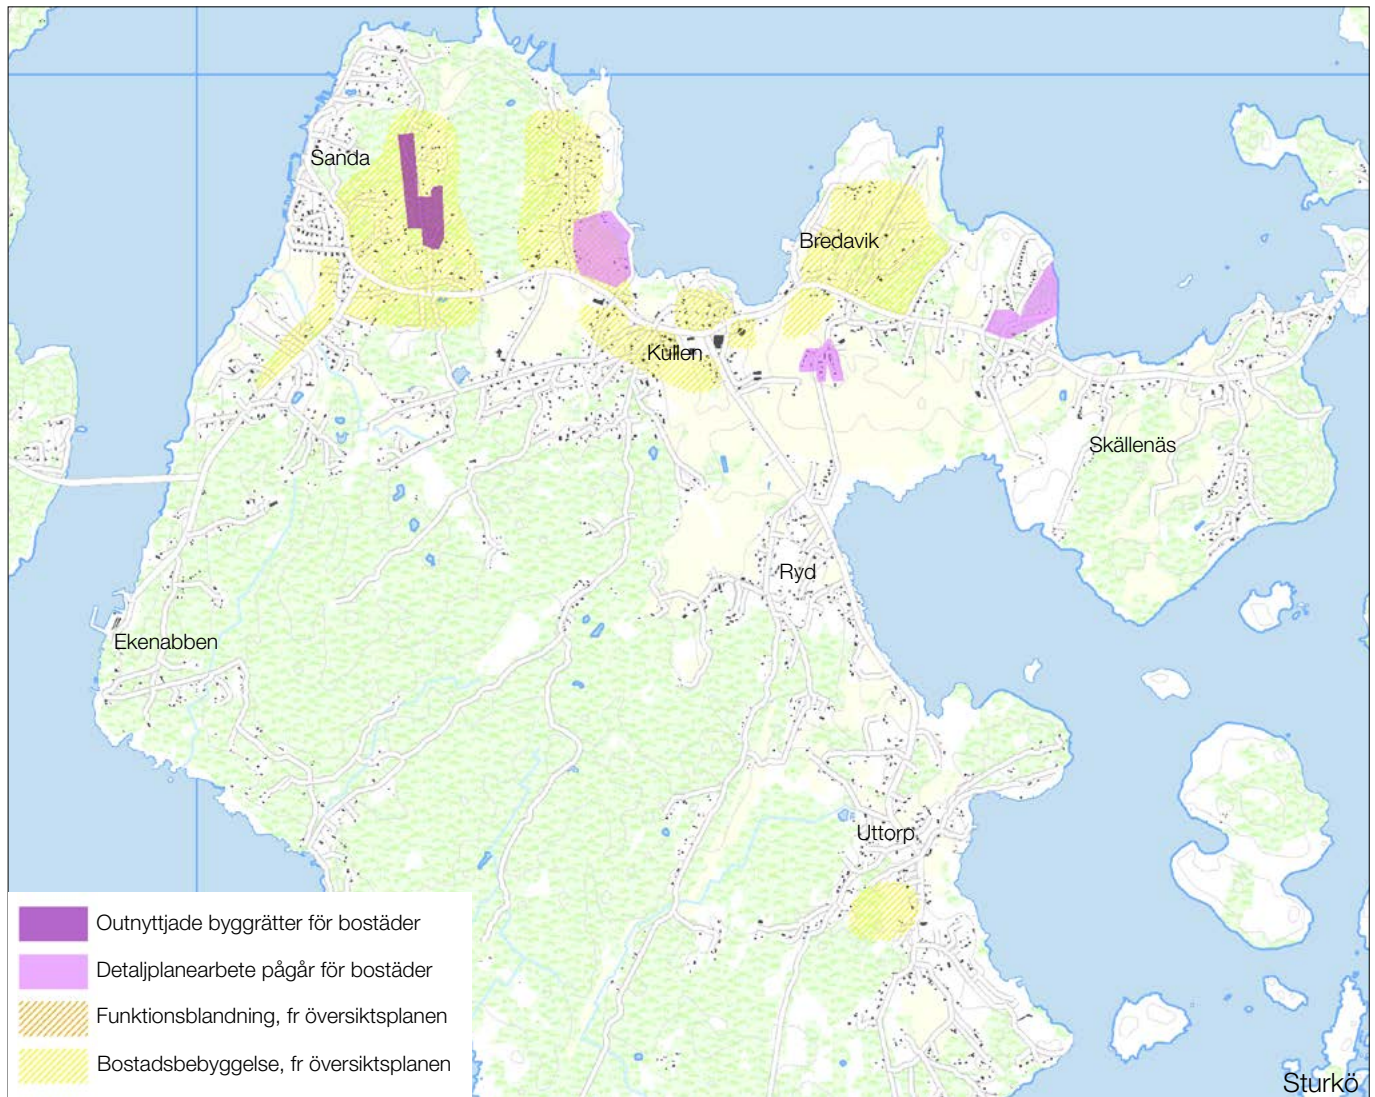 Sanda
Bredavik
Kullen
Skällenäs
Ryd
Ekenabben
Uttorp
Outnyttjade byggrätter för bostäder
Detaljplanearbete pågår för bostäder
Funktionsblandning, fr översiktsplanen
Bostadsbebyggelse, fr översiktsplanen
Sturkö